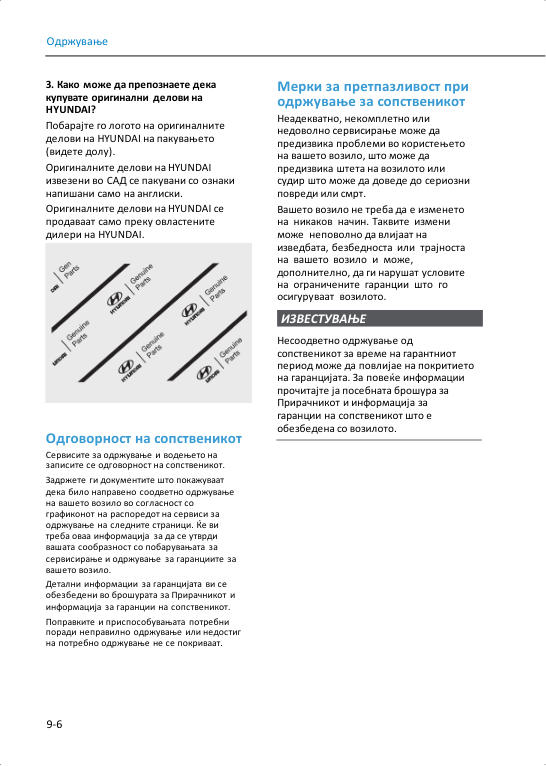 Одржување
3. Како може да препознаете дека
купувате оригинални делови на
HYUNDAI?
Побарајте го логото на оригиналните
делови на HYUNDAI на пакувањето
(видете долу).
Оригиналните делови на HYUNDAI
извезени во САД се пакувани со ознаки
напишани само на англиски.
Оригиналните делови на HYUNDAI се
продаваат само преку овластените
дилери на HYUNDAI.
Gen
Parts
Genuine
Parts
HYUNDAI
Genuine
Parts
HYUNDAI
Genuine
Parts
Genuine
Parts
HYUNDAI
Genuine
Parts
Одговорност на сопственикот
Сервисите за одржување и водењето на
записите се одговорност на сопственикот.
Задржете ги документите што покажуваат
дека било направено соодветно одржување
на вашето возило во согласност со
графиконот на распоредот на сервиси за
одржување на следните страници. Ќе ви
треба оваа информација за да се утврди
вашата сообразност со побарувањата за
сервисирање и одржување за гаранциите за
вашето возило.
Детални информации за гаранцијата ви се
обезбедени во брошурата за Прирачникот и
информација за гаранции на сопственикот.
Поправките и приспособувањата потребни
поради неправилно одржување или недостиг
на потребно одржување не се покриваат.
Мерки за претпазливост при
одржување за сопственикот
Неадекватно, некомплетно или
недоволно сервисирање може да
предизвика проблеми во користењето
на вашето возило, што може да
предизвика штета на возилото или
судир што може да доведе до сериозни
повреди или смрт.
Вашето возило не треба да е изменето
на никаков начин. Таквите измени
може неповолно да влијаат на
изведбата, безбедноста или трајноста
на вашето возило и може,
дополнително, да ги нарушат условите
на ограничените гаранции што го
осигуруваат возилото.
ИЗВЕСТУВАЊЕ
Несоодветно одржување од
сопственикот за време на гарантниот
период може да повлијае на покритието
на гаранцијата. За повеќе информации
прочитајте ја посебната брошура за
Прирачникот и информација за
гаранции на сопственикот што е
обезбедена со возилото.
9-6